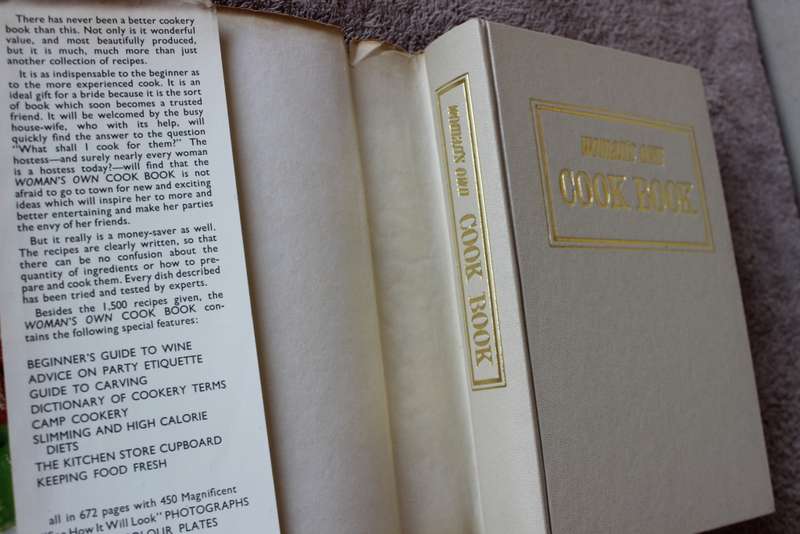 There has never been a better cookery
book than this. Not only is it wonderful
value, and most beautifully produced,
but it is much, much more than just
another collection of recipes.
It is as indispensable to the beginner as
to the more experienced cook. It is an
ideal gift for a bride because it is the sort
of book which soon becomes a trusted
friend. It will be welcomed by the busy
house-wife, who with its help, will
quickly find the answer to the question
"What shall I cook for them?" The
hostess—and surely nearly every woman
is a hostess today?—will find that the
WOMAN'S OWN COOK BOOK is not
afraid to go to town for new and exciting
ideas which will inspire her to more and
better entertaining and make her parties
the envy of her friends.
But it really is a money-saver as well.
The recipes are clearly written, so that
there can be no confusion about the
quantity of ingredients or how to pre-
pare and cook them. Every dish described
has been tried and tested by experts.
Besides the 1,500 recipes given, the
WOMAN'S OWN COOK BOOK con-
tains the following special features:
BEGINNER'S GUIDE TO WINE
ADVICE ON PARTY ETIQUETTE
GUIDE TO CARVING
DICTIONARY OF COOKERY TERMS
CAMP COOKERY
SLIMMING AND HIGH CALORIE
DIETS
THE KITCHEN STORE CUPBOARD
KEEPING FOOD FRESH
all in 672 pages with 450 Magnificent
How It Will Look" PHOTOGRAPHS
PLATES
WOMAN'S OWN COOK BOOK
WOMAN'S OWN
COOK BOOK